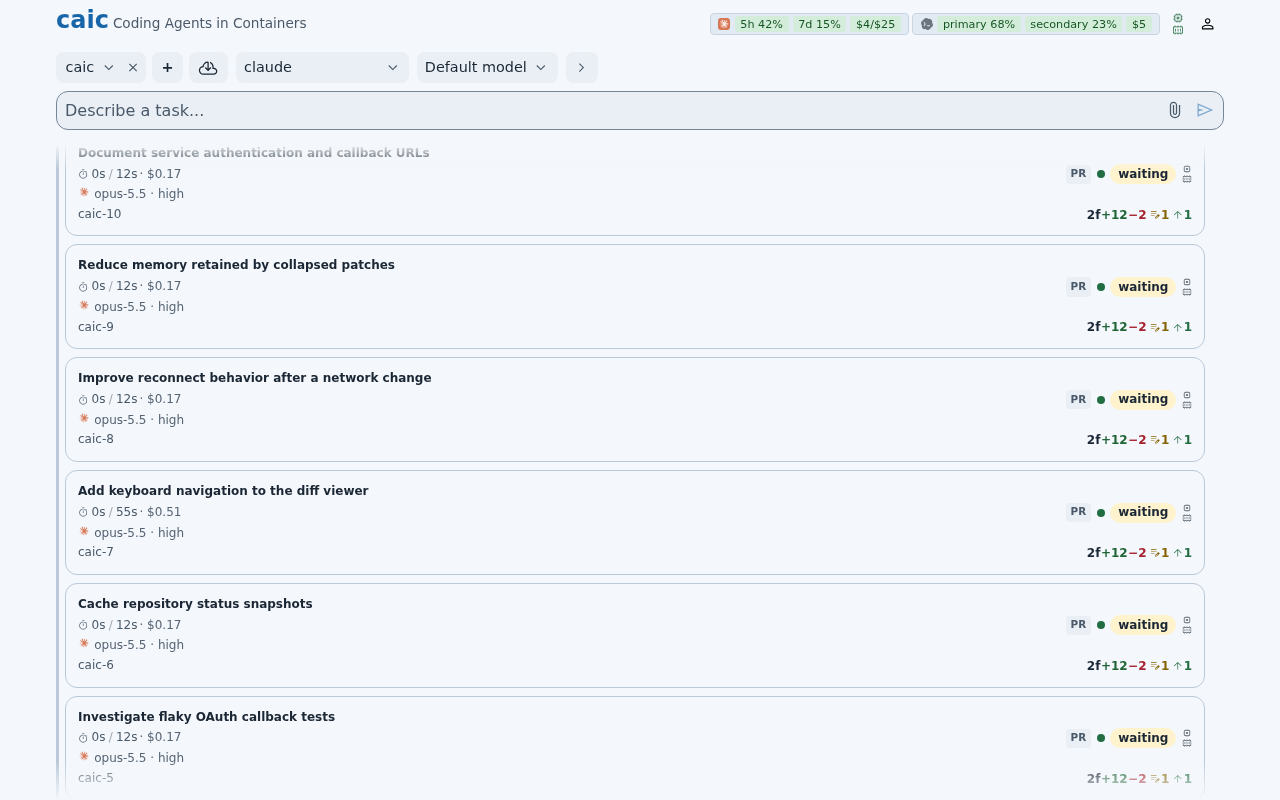 caic Coding Agents in Containers
5h 42% 7d 15% $4/$25 primary 68% secondary 23% $5
caic + claude Default model
Describe a task...
Document service authentication and callback URLs
0s / 12s · $0.17 PR waiting
opus-5.5 · high
caic-10 2f+12−2 1 ↑1
Reduce memory retained by collapsed patches
0s / 12s · $0.17 PR waiting
opus-5.5 · high
caic-9 2f+12−2 1 ↑1
Improve reconnect behavior after a network change
0s / 12s · $0.17 PR waiting
opus-5.5 · high
caic-8 2f+12−2 1 ↑1
Add keyboard navigation to the diff viewer
0s / 55s · $0.51 PR waiting
opus-5.5 · high
caic-7 2f+12−2 1 ↑1
Cache repository status snapshots
0s / 12s · $0.17 PR waiting
opus-5.5 · high
caic-6 2f+12−2 1 ↑1
Investigate flaky OAuth callback tests
0s / 12s · $0.17 PR waiting
opus-5.5 · high
caic-5 2f+12−2 1 ↑1